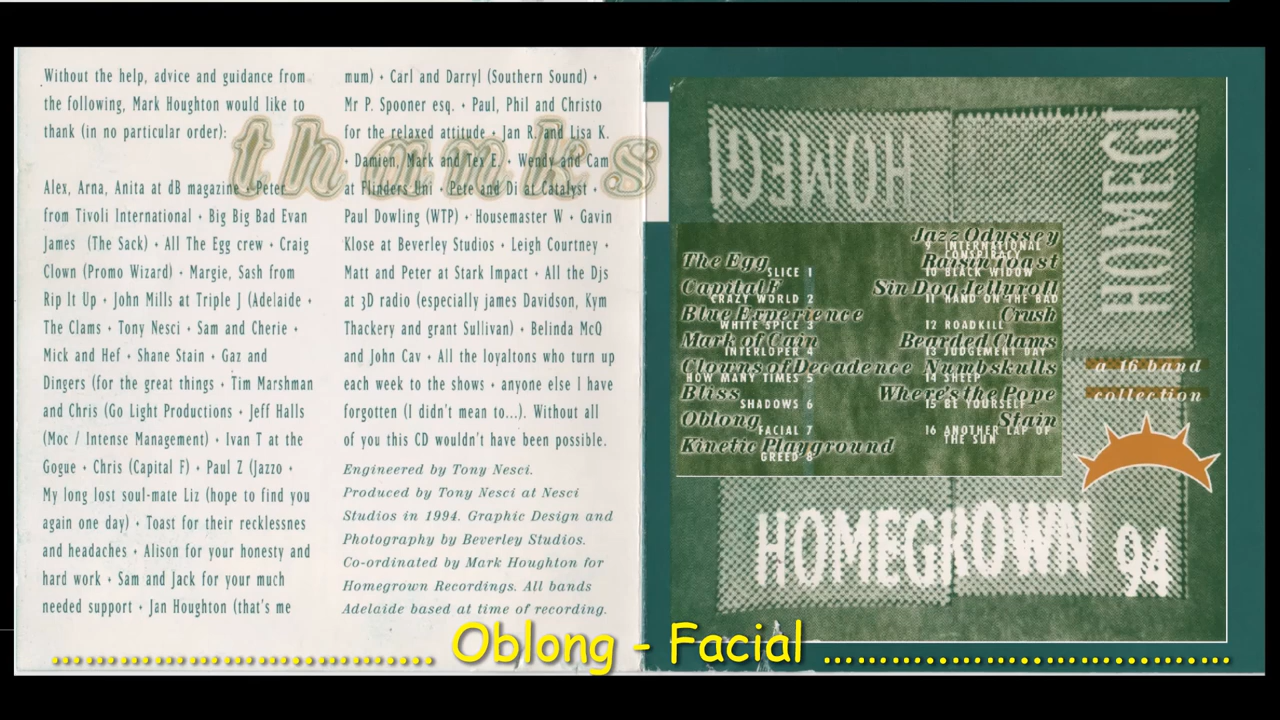 Without the help, advice and guidance from
the following, Mark Houghton would like to
thank (in no particular order):
thanks
Alex, Arna, Anita at dB magazine • Peter
from Tivoli International • Big Big Bad Evan
James (The Sack) • All The Egg crew • Craig
Clown (Promo Wizard) • Margie, Sash from
Rip It Up • John Mills at Triple J (Adelaide •
The Clams • Tony Nesci • Sam and Cherie •
Mick and Hef • Shane Stain • Gaz and
Dingers (for the great things • Tim Marshman
and Chris (Go Light Productions • Jeff Halls
(Moc / Intense Management) • Ivan T at the
Gogue • Chris (Capital F) • Paul Z (Jazzo •
My long lost soul-mate Liz (hope to find you
again one day) • Toast for their recklessnes
and headaches • Alison for your honesty and
hard work • Sam and Jack for your much
needed support • Jan Houghton (that's me
mum) • Carl and Darryl (Southern Sound) •
Mr P. Spooner esq. • Paul, Phil and Christo
for the relaxed attitude • Jan R. and Lisa K.
• Damien, Mark and Tex E. • Wendy and Cam
at Flinders Uni • Pete and Di at Catalyst •
Paul Dowling (WTP) • Housemaster W • Gavin
Klose at Beverley Studios • Leigh Courtney •
Matt and Peter at Stark Impact • All the Djs
at 3D radio (especially james Davidson, Kym
Thackery and grant Sullivan) • Belinda McQ
and John Cav • All the loyaltons who turn up
each week to the shows • anyone else I have
forgotten (I didn't mean to...). Without all
of you this CD wouldn't have been possible.
Engineered by Tony Nesci.
Produced by Tony Nesci at Nesci
Studios in 1994. Graphic Design and
Photography by Beverley Studios.
Co-ordinated by Mark Houghton for
Homegrown Recordings. All bands
Adelaide based at time of recording.
HOMEG
HOMEG
The Egg
SLICE 1
Capital F
CRAZY WORLD 2
Blue Experience
WHITE SPICE 3
Mark of Cain
INTERLOPER 4
Clowns of Decadence
HOW MANY TIMES 5
Bliss
SHADOWS 6
Oblong
FACIAL 7
Kinetic Playground
GREED 8
Jazz Odyssey
9 INTERNATIONAL
CONSPIRACY
Raisin Toast
10 BLACK WIDOW
Sin Dog Jellyroll
11 HAND ON THE BAD
Crush
12 ROADKILL
Bearded Clams
13 JUDGEMENT DAY
Numbskulls
14 SHEEP
Where's the Pope
15 BE YOURSELF
Stain
16 ANOTHER LAP OF
THE SUN
a 16 band
collection
HOMEGROWN 94
Oblong - Facial